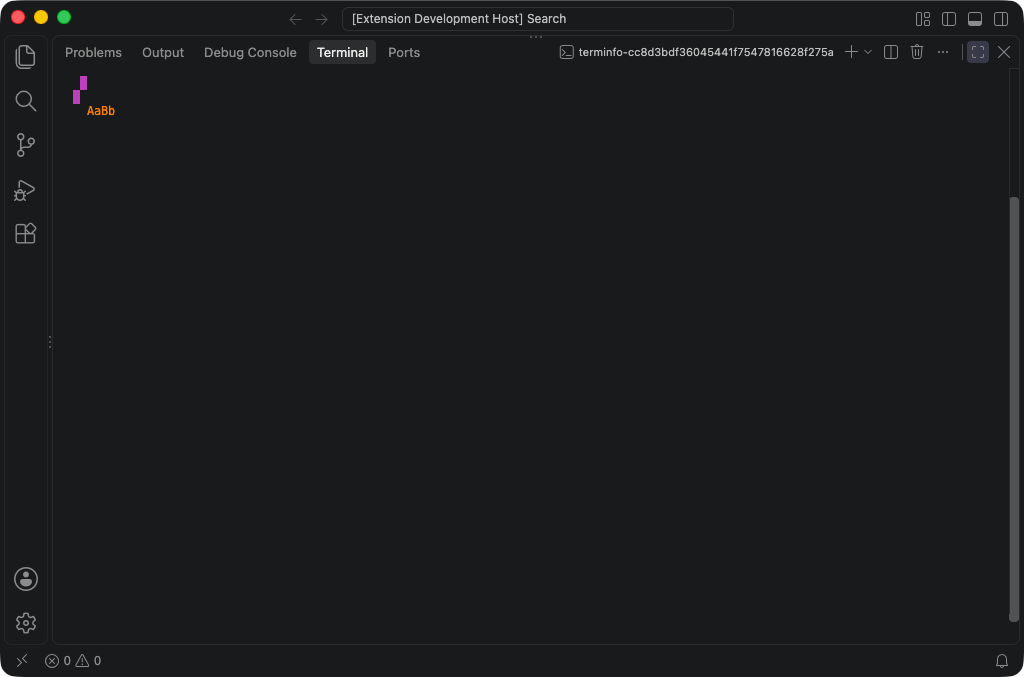 [Extension Development Host] Search
Problems Output Debug Console Terminal Ports
terminfo-cc8d3bdf36045441f7547816628f275a
AaBb
0 0